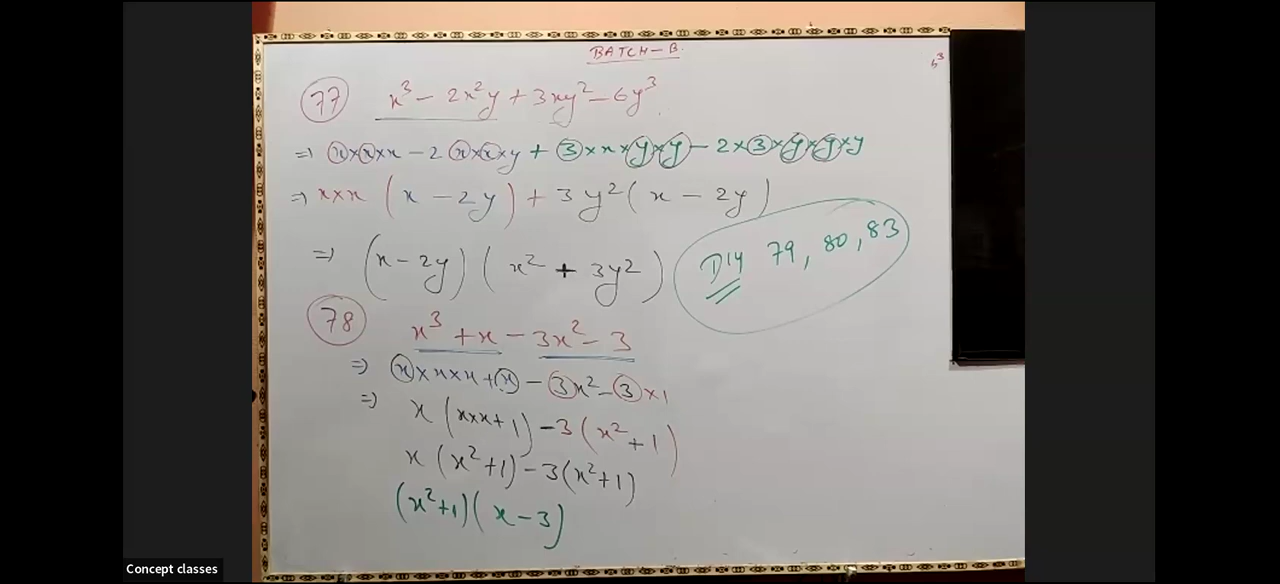 BATCH-B.
77 x³ - 2x²y + 3xy² - 6y³
⇒ x×x×x - 2 x×x×y + 3×x×y×y - 2×3×y×y×y
⇒ x×x (x - 2y) + 3y² (x - 2y)
⇒ (x - 2y) (x² + 3y²)
DIY 79, 80, 83
78 x³ + x - 3x² - 3
⇒ x×x×x + x - 3x² - 3×1
⇒ x (x×x+1) - 3 (x² + 1)
x (x²+1) - 3(x²+1)
(x²+1) (x - 3)
Concept classes